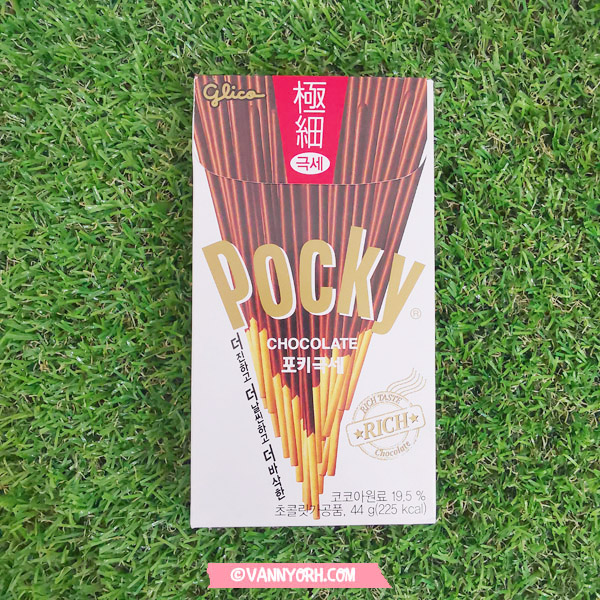 glico
極
細
극세
Pocky®
CHOCOLATE
포키극세
더 진하고 더 날씬하고 더 바삭한
RICH TASTE
RICH
Chocolate
코코아원료 19.5 %
초콜릿가공품, 44 g(225 kcal)
©VANNYORH.COM